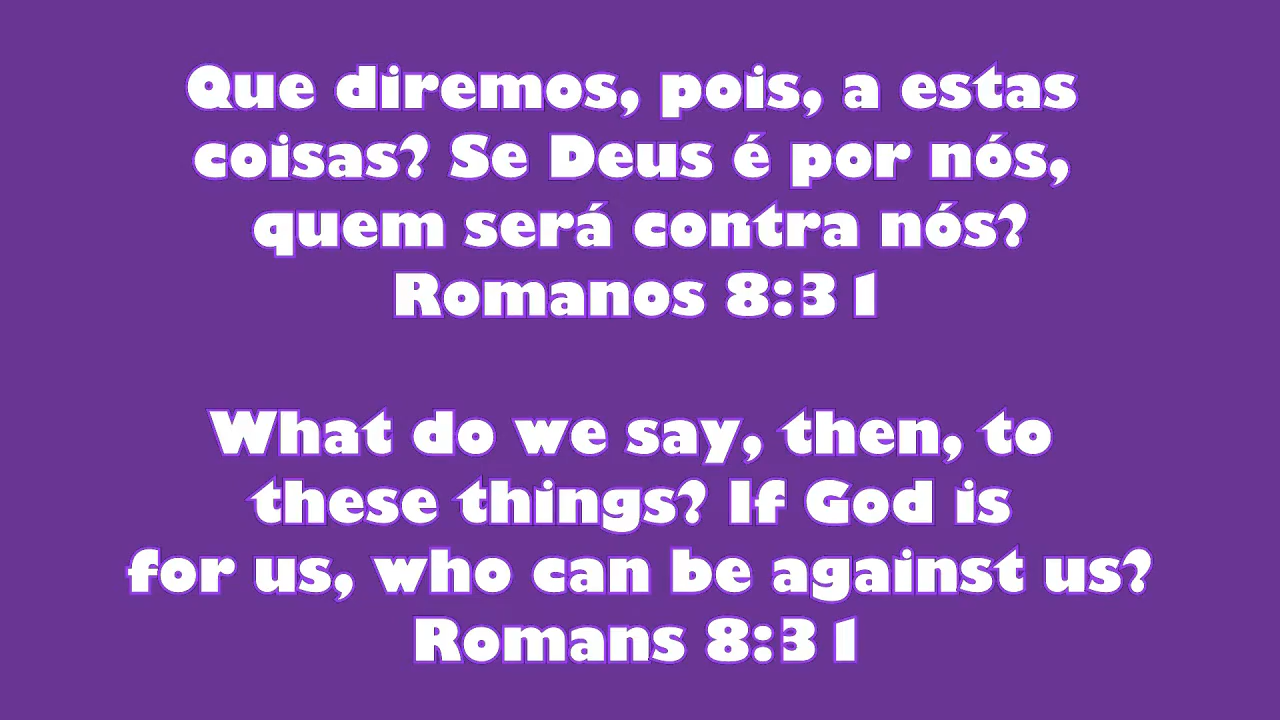 Que diremos, pois, a estas
coisas? Se Deus é por nós,
quem será contra nós?
Romanos 8:31
What do we say, then, to
these things? If God is
for us, who can be against us?
Romans 8:31